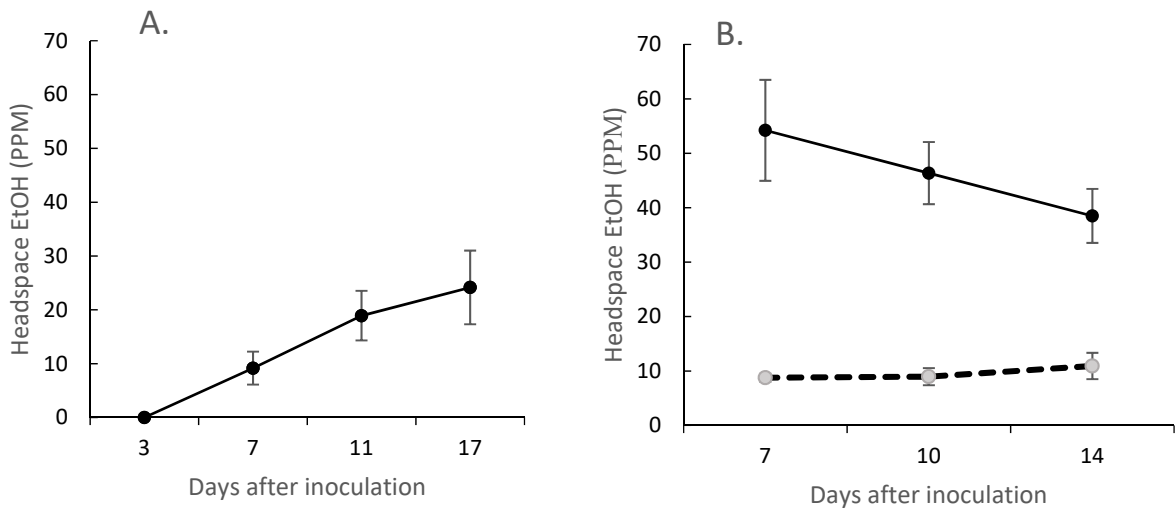 A.
70
60
50
40
30
20
10
0
Headspace EtOH (PPM)
3 7 11 17
Days after inoculation
B.
70
60
50
40
30
20
10
0
Headspace EtOH (PPM)
7 10 14
Days after inoculation